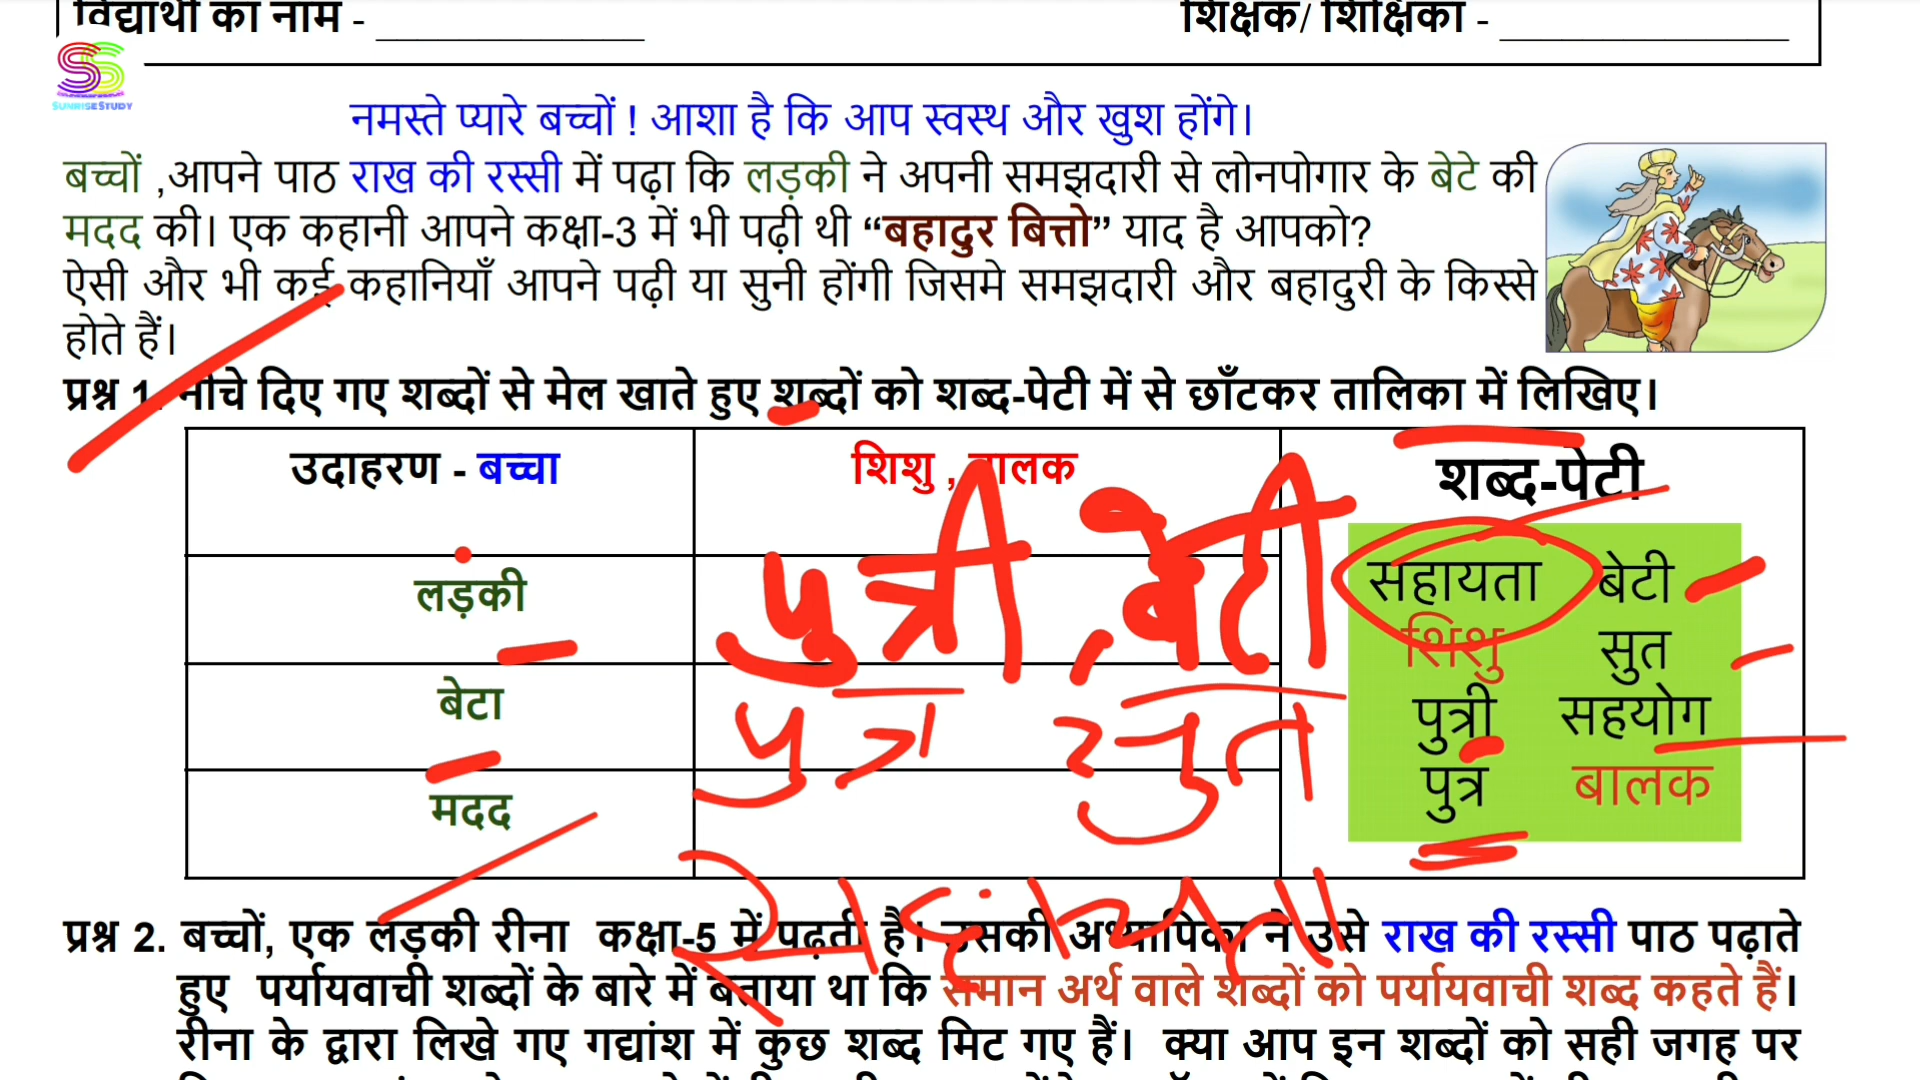 विद्यार्थी का नाम - _____________ शिक्षक/ शिक्षिका - ______________
SUNRISE STUDY
नमस्ते प्यारे बच्चों ! आशा है कि आप स्वस्थ और खुश होंगे।
बच्चों ,आपने पाठ राख की रस्सी में पढ़ा कि लड़की ने अपनी समझदारी से लोनपोगार के बेटे की
मदद की। एक कहानी आपने कक्षा-3 में भी पढ़ी थी “बहादुर बित्तो” याद है आपको?
ऐसी और भी कई कहानियाँ आपने पढ़ी या सुनी होंगी जिसमे समझदारी और बहादुरी के किस्से
होते हैं।
प्रश्न 1. नीचे दिए गए शब्दों से मेल खाते हुए शब्दों को शब्द-पेटी में से छाँटकर तालिका में लिखिए।
उदाहरण - बच्चा शिशु , बालक शब्द-पेटी
लड़की पुत्री , बेटी
बेटा पुत्र सुत
मदद
सहायता
सहायता बेटी
शिशु सुत
पुत्री सहयोग
पुत्र बालक
प्रश्न 2. बच्चों, एक लड़की रीना कक्षा-5 में पढ़ती है। उसकी अध्यापिका ने उसे राख की रस्सी पाठ पढ़ाते
हुए पर्यायवाची शब्दों के बारे में बताया था कि समान अर्थ वाले शब्दों को पर्यायवाची शब्द कहते हैं।
रीना के द्वारा लिखे गए गद्यांश में कुछ शब्द मिट गए हैं। क्या आप इन शब्दों को सही जगह पर